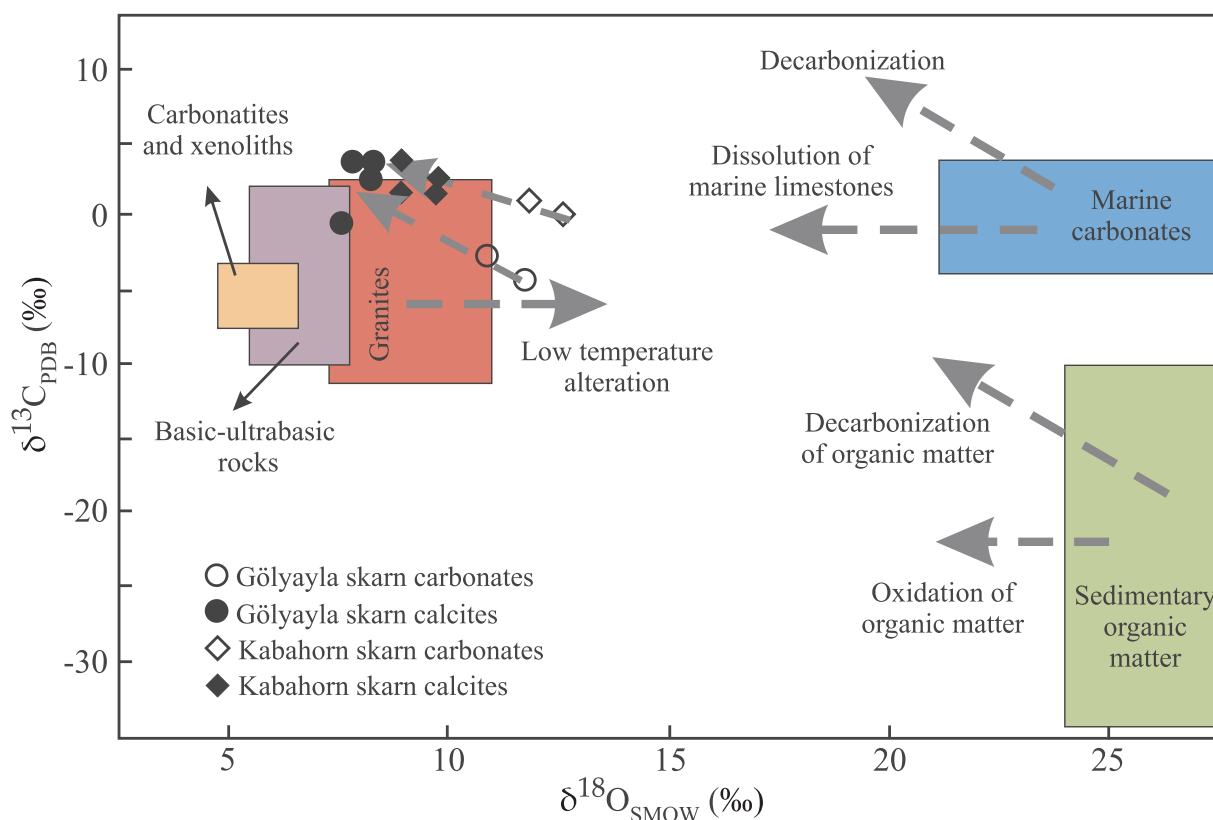 10
0
-10
-20
-30
δ13CPDB (‰)
5
10
15
20
25
δ18OSMOW (‰)
Carbonatites
and xenoliths
Basic-ultrabasic
rocks
Granites
Low temperature
alteration
Decarbonization
Dissolution of
marine limestones
Marine
carbonates
Decarbonization
of organic matter
Oxidation of
organic matter
Sedimentary
organic
matter
Gölyayla skarn carbonates
Gölyayla skarn calcites
Kabahorn skarn carbonates
Kabahorn skarn calcites